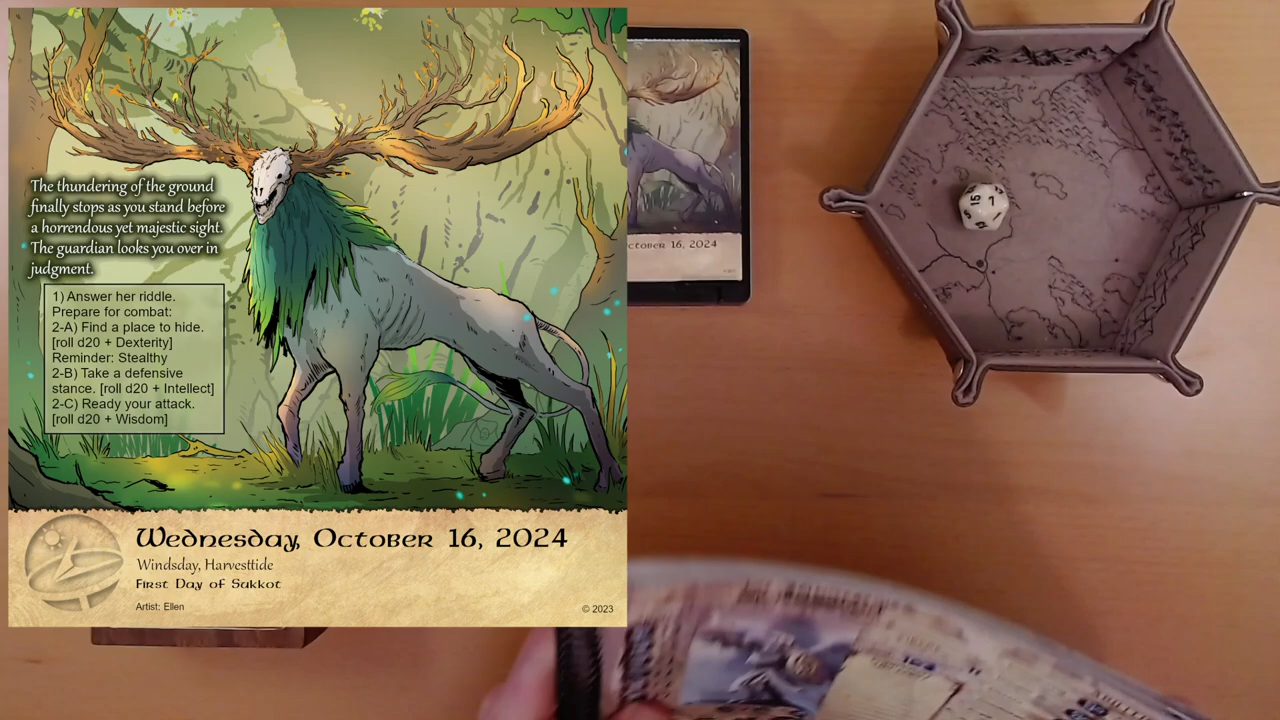 The thundering of the ground
finally stops as you stand before
a horrendous yet majestic sight.
The guardian looks you over in
judgment.
1) Answer her riddle.
Prepare for combat:
2-A) Find a place to hide.
[roll d20 + Dexterity]
Reminder: Stealthy
2-B) Take a defensive
stance. [roll d20 + Intellect]
2-C) Ready your attack.
[roll d20 + Wisdom]
Wednesday, October 16, 2024
Windsday, Harvesttide
First Day of Sukkot
Artist: Ellen
© 2023
October 16, 2024
15
7